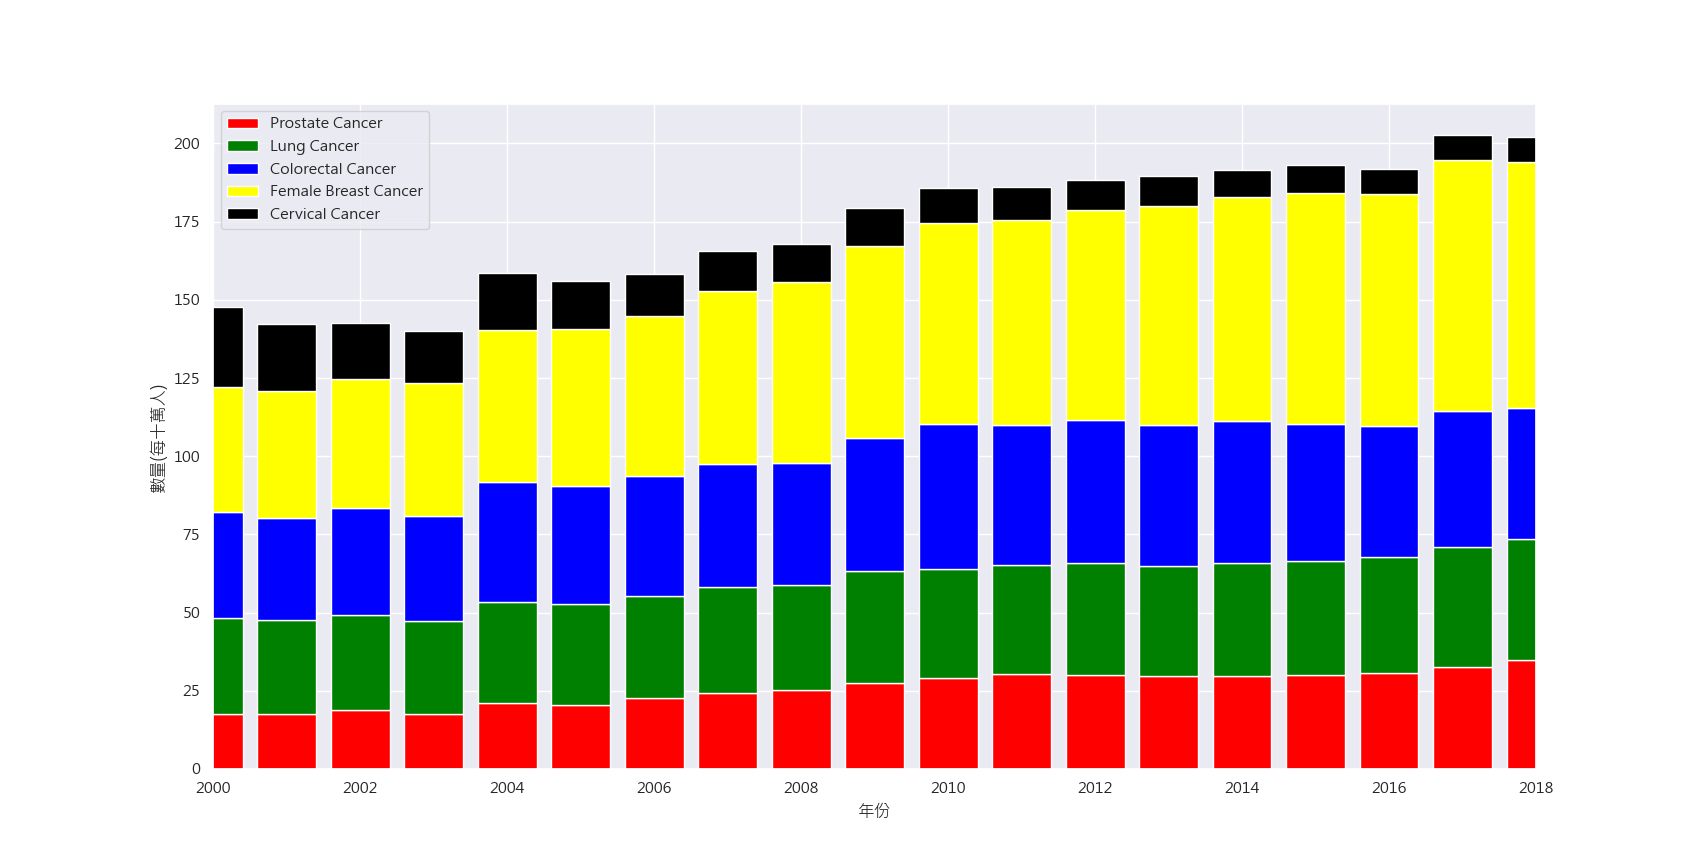 Prostate Cancer
Lung Cancer
Colorectal Cancer
Female Breast Cancer
Cervical Cancer
200
175
150
125
100
75
50
25
0
數量(每十萬人)
2000 2002 2004 2006 2008 2010 2012 2014 2016 2018
年份